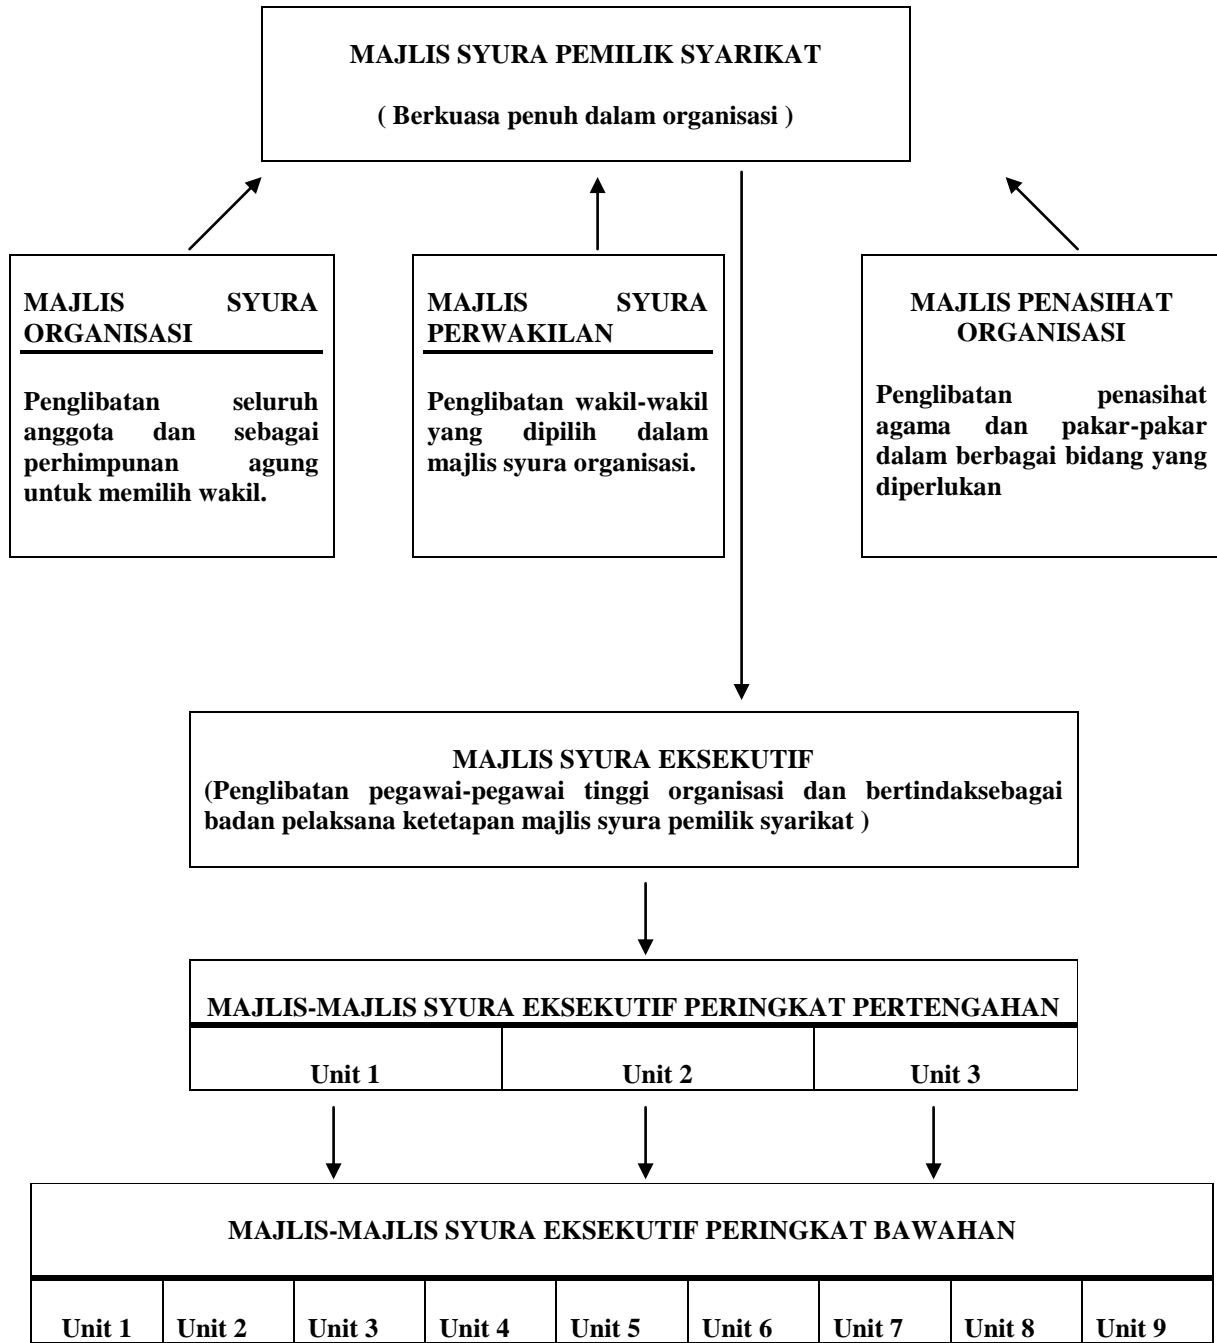 MAJLIS SYURA PEMILIK SYARIKAT
( Berkuasa penuh dalam organisasi )
MAJLIS SYURA
ORGANISASI
Penglibatan seluruh
anggota dan sebagai
perhimpunan agung
untuk memilih wakil.
MAJLIS SYURA
PERWAKILAN
Penglibatan wakil-wakil
yang dipilih dalam
majlis syura organisasi.
MAJLIS PENASIHAT
ORGANISASI
Penglibatan penasihat
agama dan pakar-pakar
dalam berbagai bidang yang
diperlukan
MAJLIS SYURA EKSEKUTIF
(Penglibatan pegawai-pegawai tinggi organisasi dan bertindaksebagai
badan pelaksana ketetapan majlis syura pemilik syarikat )
MAJLIS-MAJLIS SYURA EKSEKUTIF PERINGKAT PERTENGAHAN
Unit 1 Unit 2 Unit 3
MAJLIS-MAJLIS SYURA EKSEKUTIF PERINGKAT BAWAHAN
Unit 1 Unit 2 Unit 3 Unit 4 Unit 5 Unit 6 Unit 7 Unit 8 Unit 9